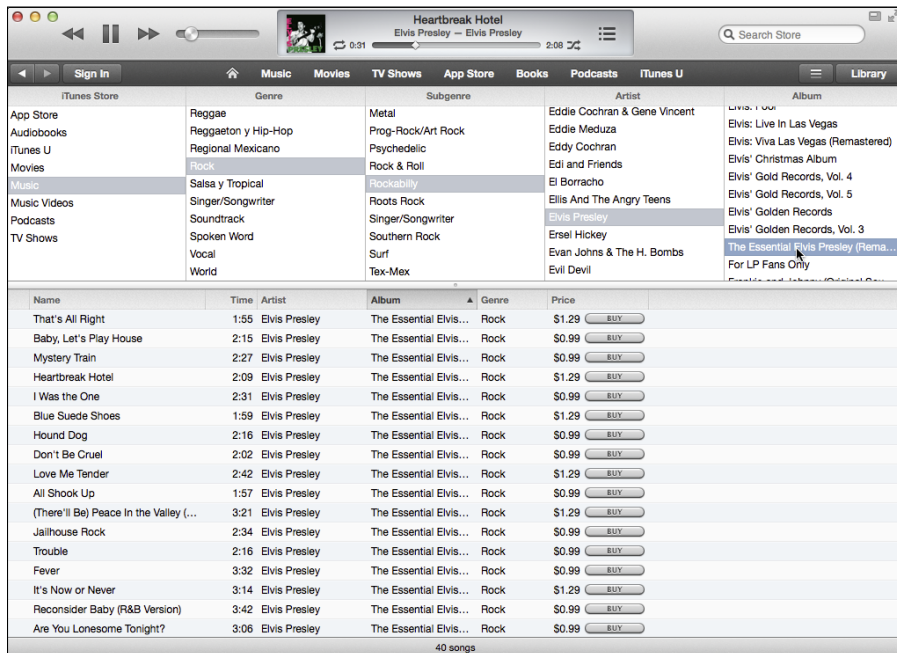 Heartbreak Hotel
Elvis Presley — Elvis Presley
0:31 2:08
Search Store
Sign In Music Movies TV Shows App Store Books Podcasts iTunes U Library
iTunes Store Genre Subgenre Artist Album
App Store
Audiobooks
iTunes U
Movies
Music
Music Videos
Podcasts
TV Shows
Reggae
Reggaeton y Hip-Hop
Regional Mexicano
Rock
Salsa y Tropical
Singer/Songwriter
Soundtrack
Spoken Word
Vocal
World
Metal
Prog-Rock/Art Rock
Psychedelic
Rock & Roll
Rockabilly
Roots Rock
Singer/Songwriter
Southern Rock
Surf
Tex-Mex
Eddie Cochran & Gene Vincent
Eddie Meduza
Eddy Cochran
Edi and Friends
El Borracho
Ellis And The Angry Teens
Elvis Presley
Ersel Hickey
Evan Johns & The H. Bombs
Evil Devil
Elvis: Live In Las Vegas
Elvis: Viva Las Vegas (Remastered)
Elvis' Christmas Album
Elvis' Gold Records, Vol. 4
Elvis' Gold Records, Vol. 5
Elvis' Golden Records
Elvis' Golden Records, Vol. 3
The Essential Elvis Presley (Rema...
For LP Fans Only
Name Time Artist Album Genre Price
That's All Right 1:55 Elvis Presley The Essential Elvis... Rock $1.29 BUY
Baby, Let's Play House 2:15 Elvis Presley The Essential Elvis... Rock $0.99 BUY
Mystery Train 2:27 Elvis Presley The Essential Elvis... Rock $0.99 BUY
Heartbreak Hotel 2:09 Elvis Presley The Essential Elvis... Rock $1.29 BUY
I Was the One 2:31 Elvis Presley The Essential Elvis... Rock $0.99 BUY
Blue Suede Shoes 1:59 Elvis Presley The Essential Elvis... Rock $1.29 BUY
Hound Dog 2:16 Elvis Presley The Essential Elvis... Rock $0.99 BUY
Don't Be Cruel 2:02 Elvis Presley The Essential Elvis... Rock $0.99 BUY
Love Me Tender 2:42 Elvis Presley The Essential Elvis... Rock $1.29 BUY
All Shook Up 1:57 Elvis Presley The Essential Elvis... Rock $0.99 BUY
(There'll Be) Peace In the Valley (... 3:21 Elvis Presley The Essential Elvis... Rock $1.29 BUY
Jailhouse Rock 2:34 Elvis Presley The Essential Elvis... Rock $0.99 BUY
Trouble 2:16 Elvis Presley The Essential Elvis... Rock $0.99 BUY
Fever 3:32 Elvis Presley The Essential Elvis... Rock $0.99 BUY
It's Now or Never 3:14 Elvis Presley The Essential Elvis... Rock $1.29 BUY
Reconsider Baby (R&B Version) 3:42 Elvis Presley The Essential Elvis... Rock $0.99 BUY
Are You Lonesome Tonight? 3:06 Elvis Presley The Essential Elvis... Rock $0.99 BUY
40 songs